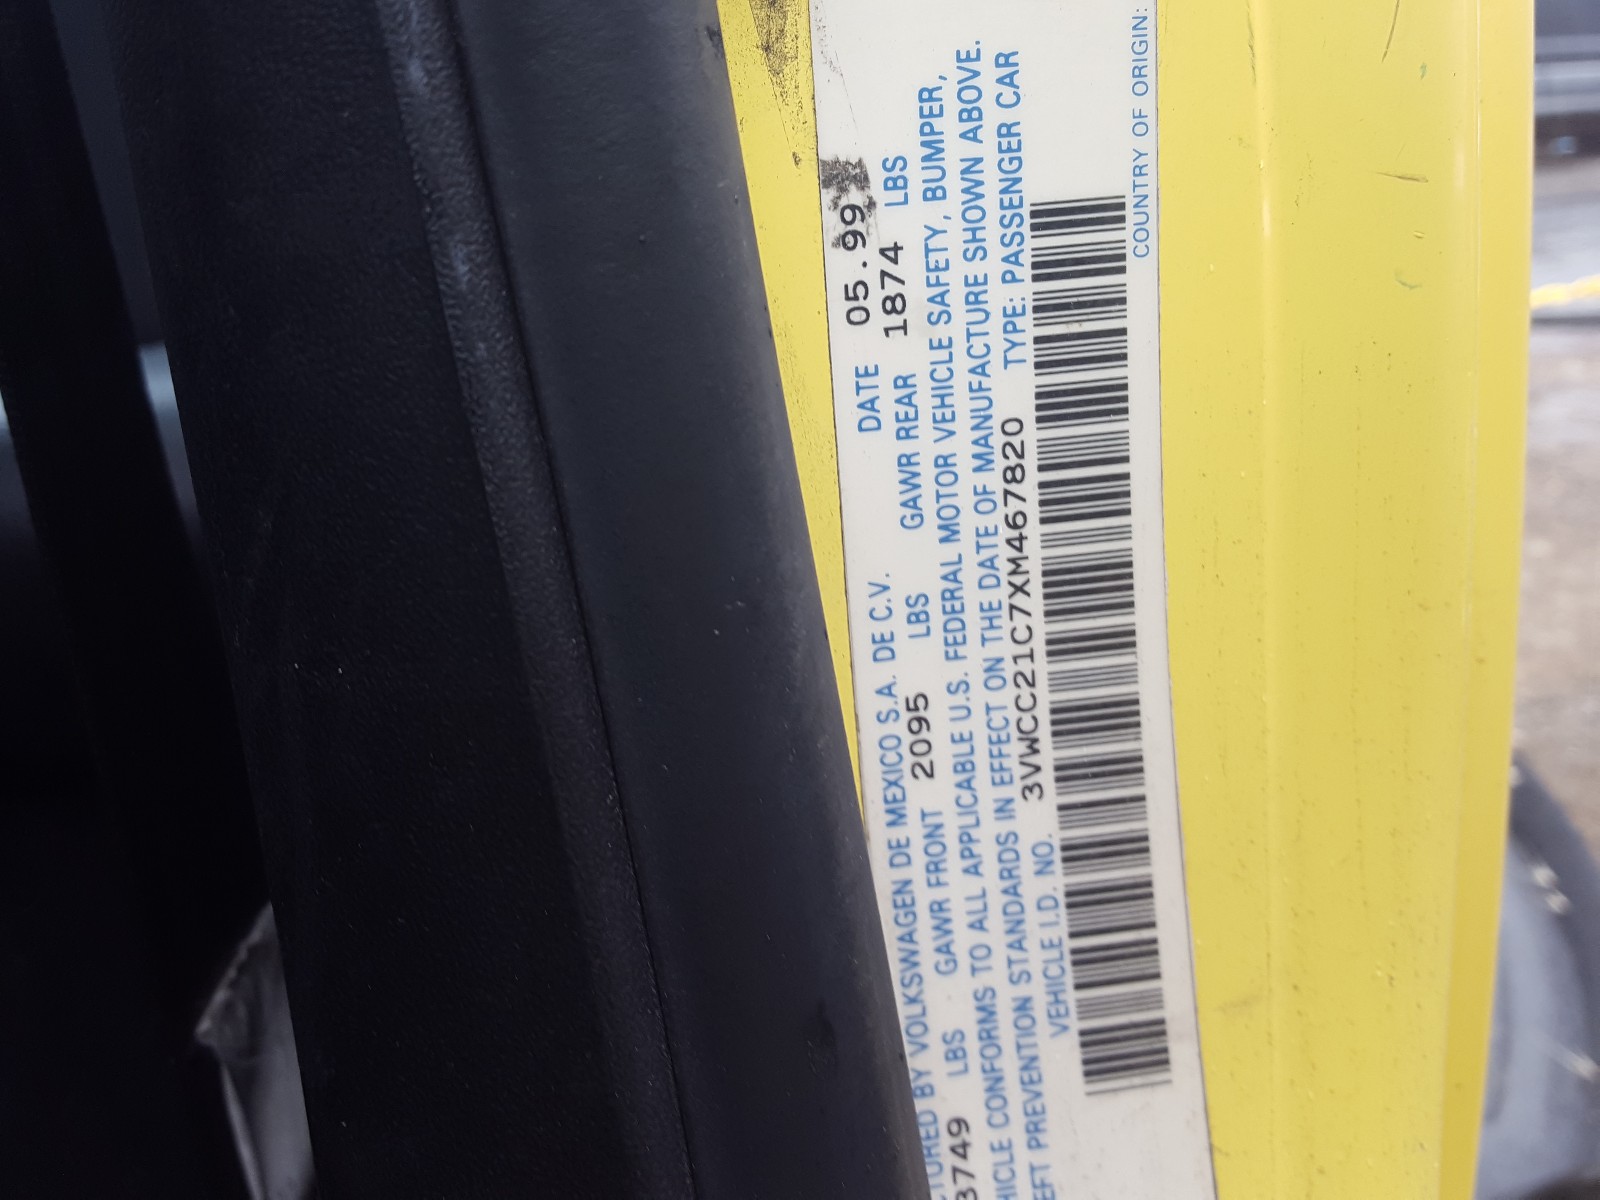 CTURED BY VOLKSWAGEN DE MEXICO S.A. DE C.V. DATE 05.99
3749 LBS GAWR FRONT 2095 LBS GAWR REAR 1874 LBS
HICLE CONFORMS TO ALL APPLICABLE U.S. FEDERAL MOTOR VEHICLE SAFETY, BUMPER,
EFT PREVENTION STANDARDS IN EFFECT ON THE DATE OF MANUFACTURE SHOWN ABOVE.
VEHICLE I.D. NO. 3VWCC21C7XM467820 TYPE: PASSENGER CAR
COUNTRY OF ORIGIN: